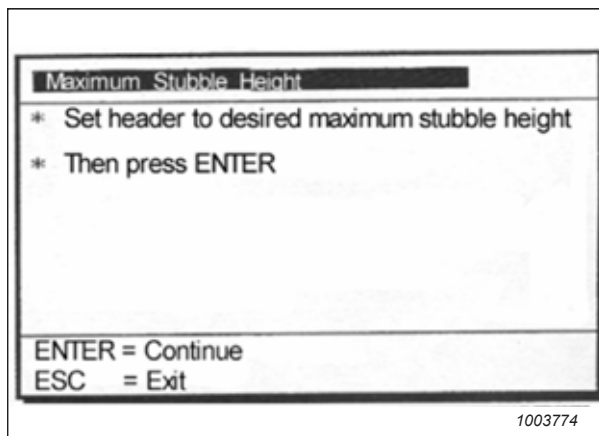 Maximum Stubble Height
* Set header to desired maximum stubble height
* Then press ENTER
ENTER = Continue
ESC = Exit
1003774